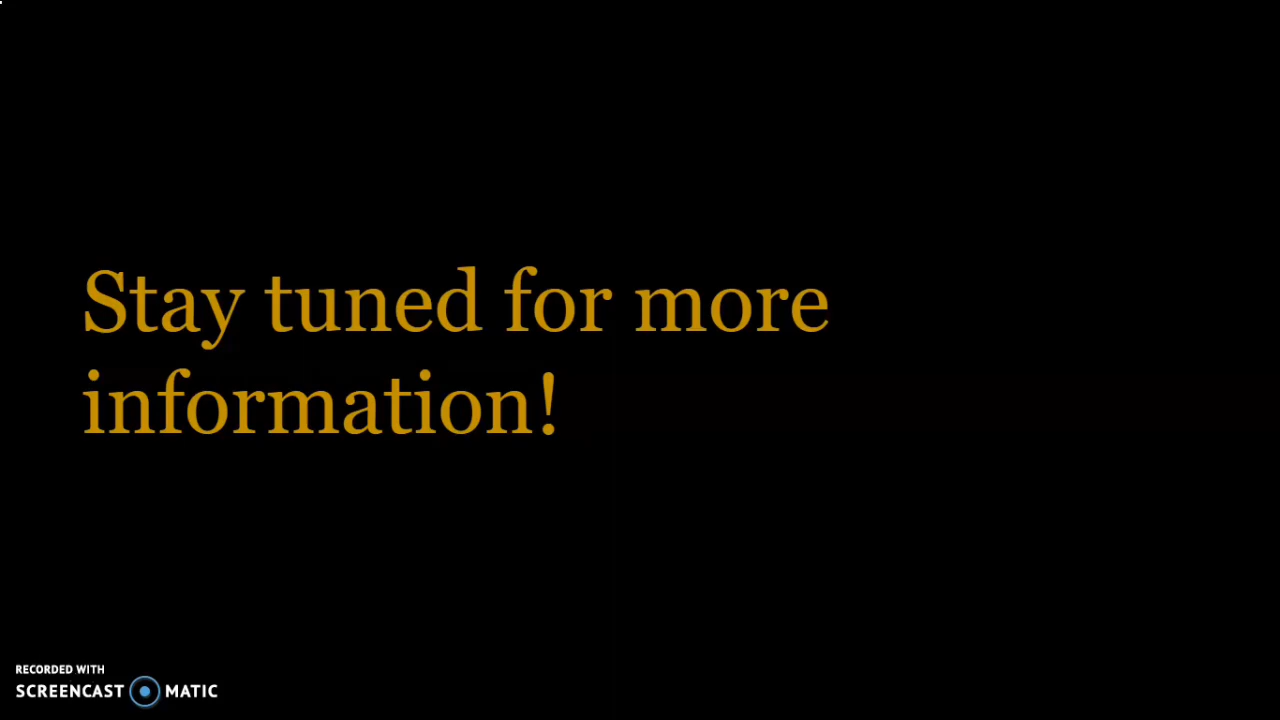 Stay tuned for more
information!
RECORDED WITH
SCREENCAST MATIC